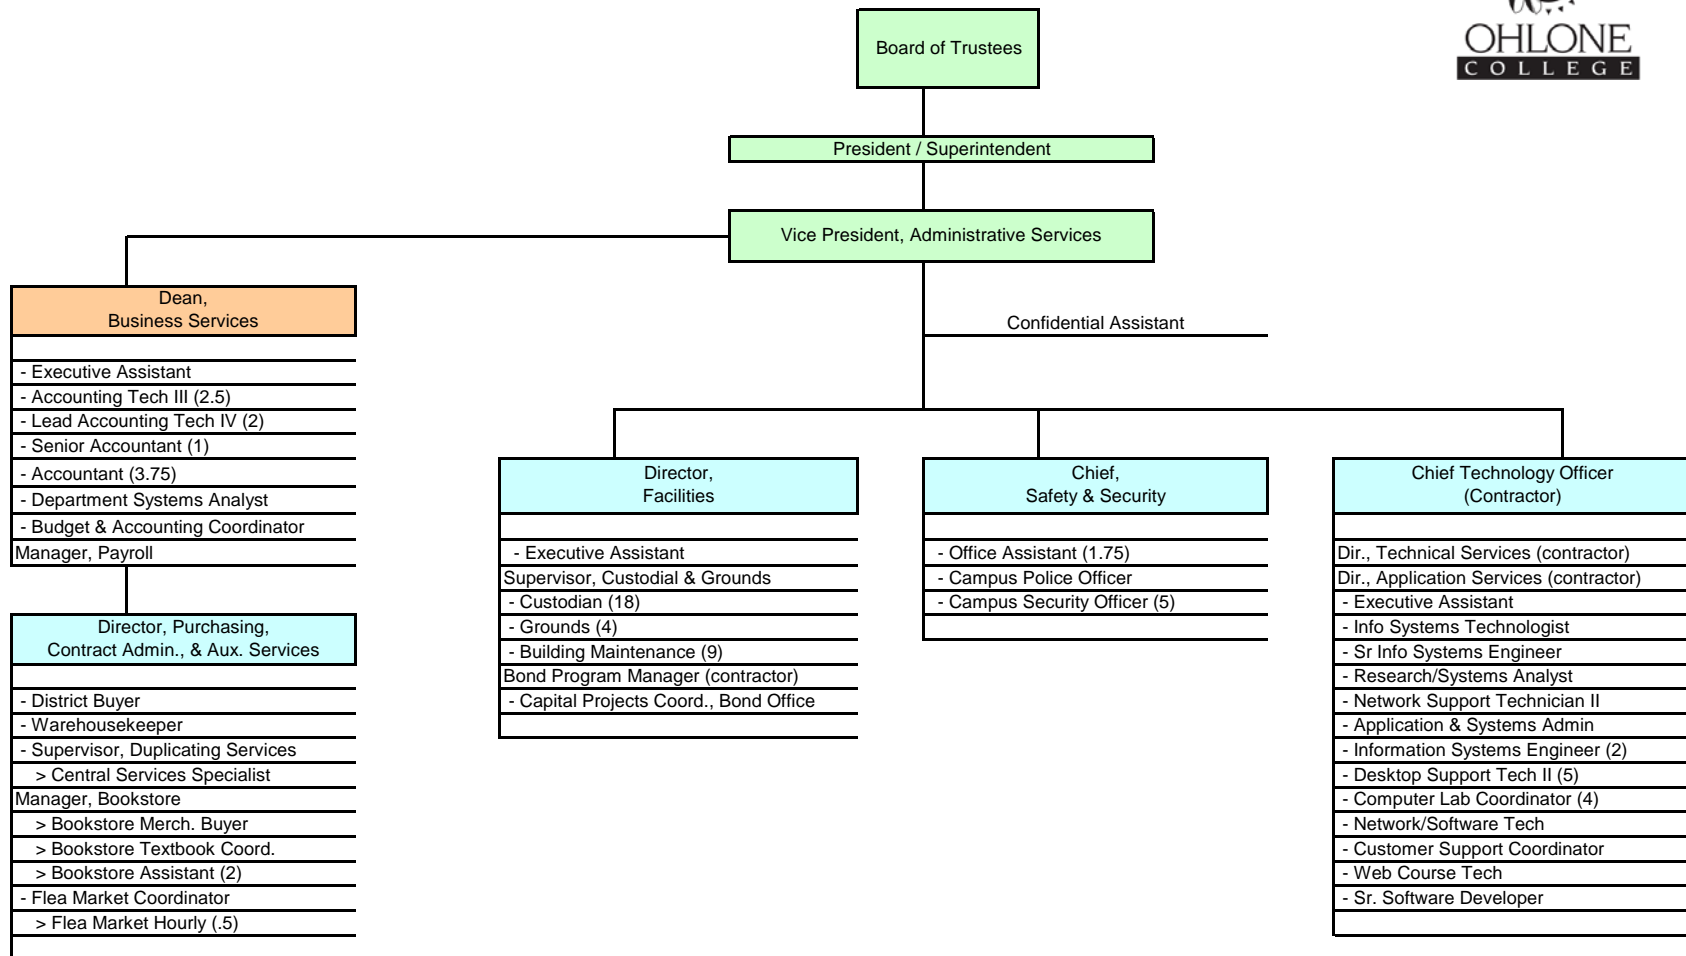 OHLONE
COLLEGE
Board of Trustees
President / Superintendent
Vice President, Administrative Services
Confidential Assistant
Dean,
Business Services
- Executive Assistant
- Accounting Tech III (2.5)
- Lead Accounting Tech IV (2)
- Senior Accountant (1)
- Accountant (3.75)
- Department Systems Analyst
- Budget & Accounting Coordinator
Manager, Payroll
Director, Purchasing,
Contract Admin., & Aux. Services
- District Buyer
- Warehousekeeper
- Supervisor, Duplicating Services
> Central Services Specialist
Manager, Bookstore
> Bookstore Merch. Buyer
> Bookstore Textbook Coord.
> Bookstore Assistant (2)
- Flea Market Coordinator
> Flea Market Hourly (.5)
Director,
Facilities
- Executive Assistant
Supervisor, Custodial & Grounds
- Custodian (18)
- Grounds (4)
- Building Maintenance (9)
Bond Program Manager (contractor)
- Capital Projects Coord., Bond Office
Chief,
Safety & Security
- Office Assistant (1.75)
- Campus Police Officer
- Campus Security Officer (5)
Chief Technology Officer
(Contractor)
Dir., Technical Services (contractor)
Dir., Application Services (contractor)
- Executive Assistant
- Info Systems Technologist
- Sr Info Systems Engineer
- Research/Systems Analyst
- Network Support Technician II
- Application & Systems Admin
- Information Systems Engineer (2)
- Desktop Support Tech II (5)
- Computer Lab Coordinator (4)
- Network/Software Tech
- Customer Support Coordinator
- Web Course Tech
- Sr. Software Developer